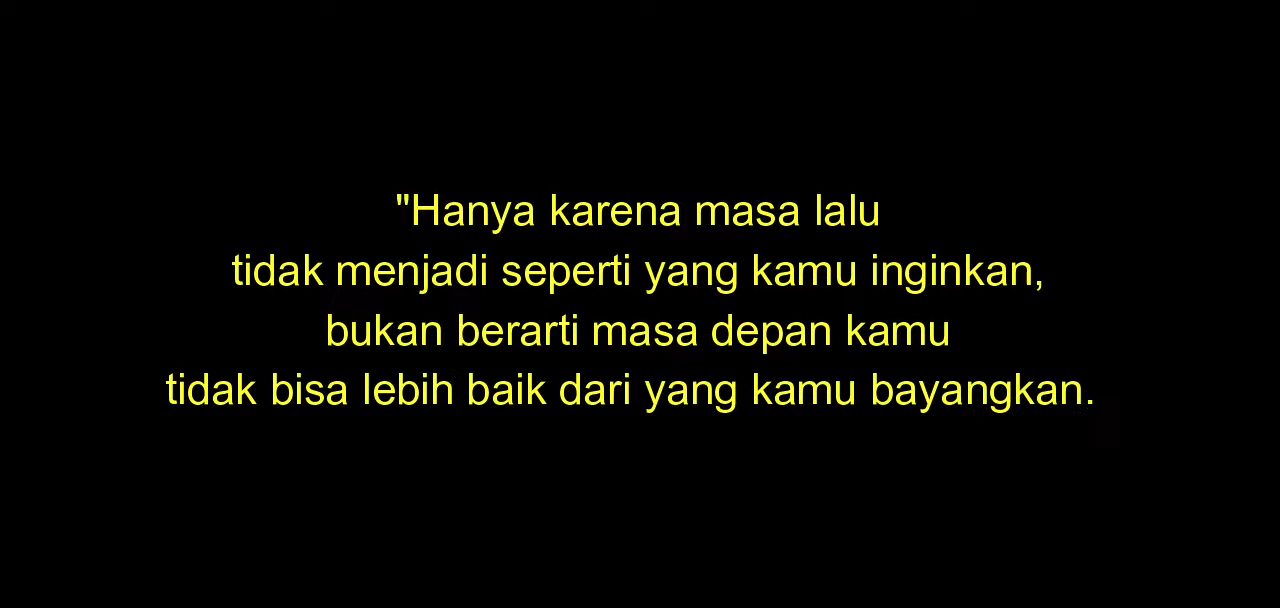 "Hanya karena masa lalu
tidak menjadi seperti yang kamu inginkan,
bukan berarti masa depan kamu
tidak bisa lebih baik dari yang kamu bayangkan.